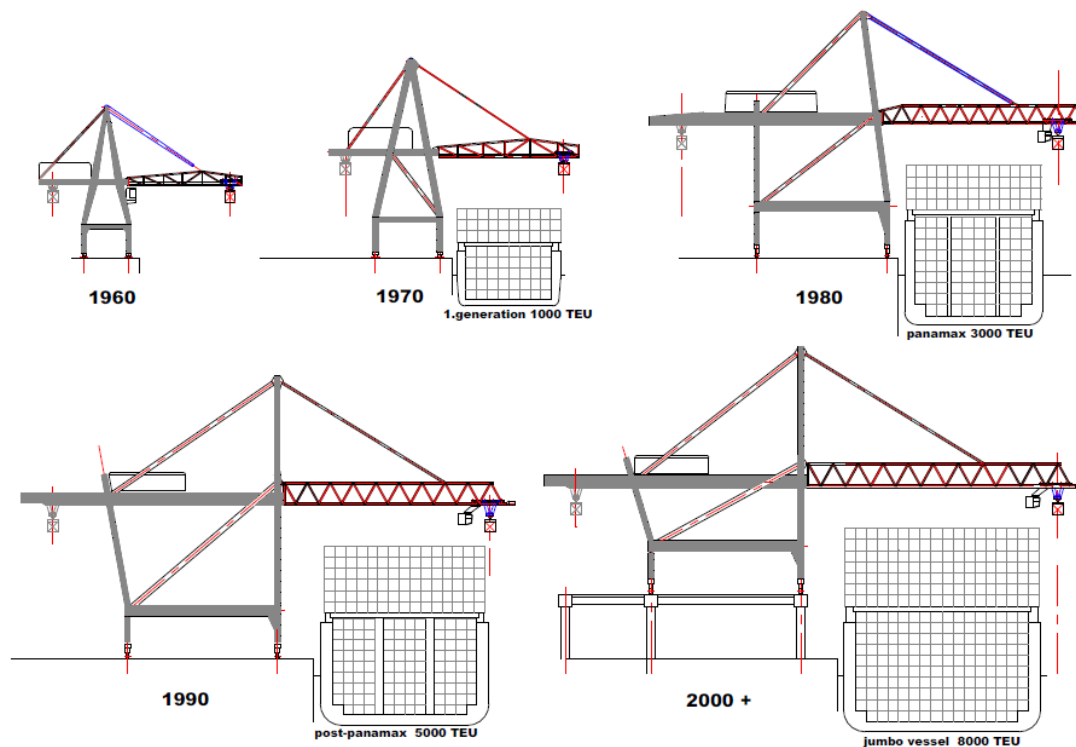 1960
1970
1.generation 1000 TEU
1980
panamax 3000 TEU
1990
post-panamax  5000 TEU
2000 +
jumbo vessel  8000 TEU